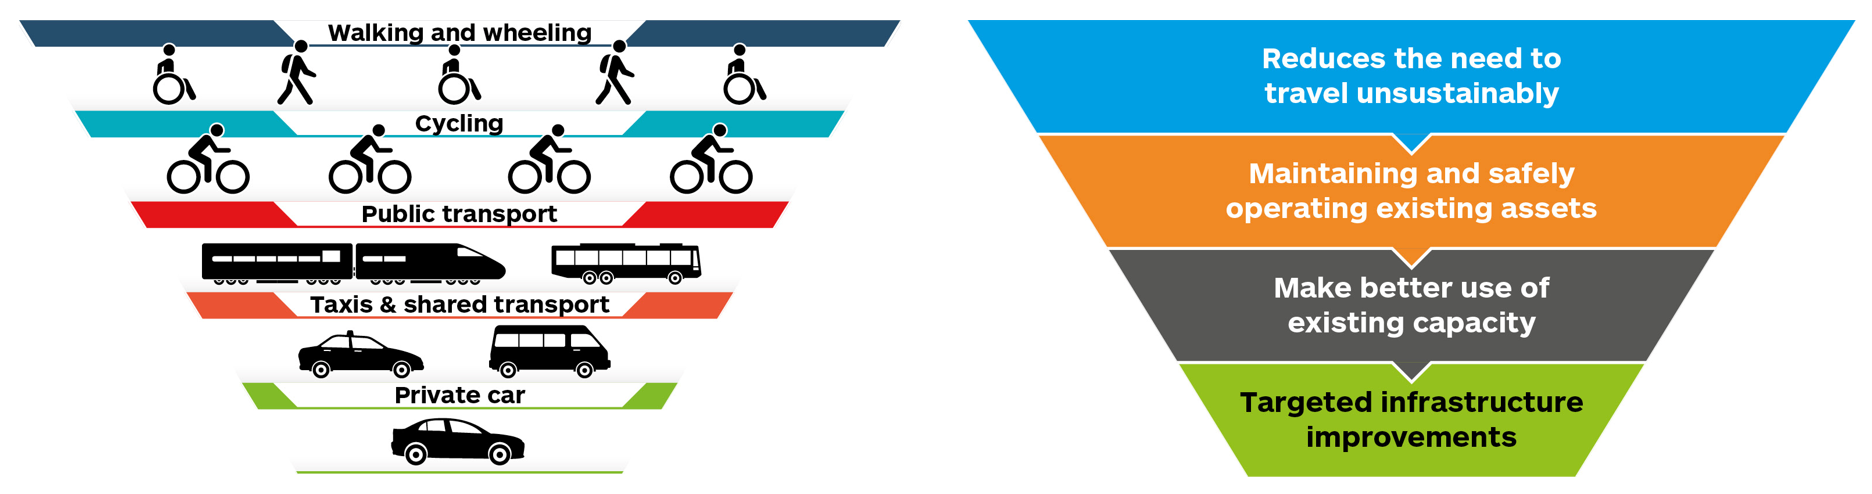 Walking and wheeling
Cycling
Public transport
Taxis & shared transport
Private car
Reduces the need to
travel unsustainably
Maintaining and safely
operating existing assets
Make better use of
existing capacity
Targeted infrastructure
improvements